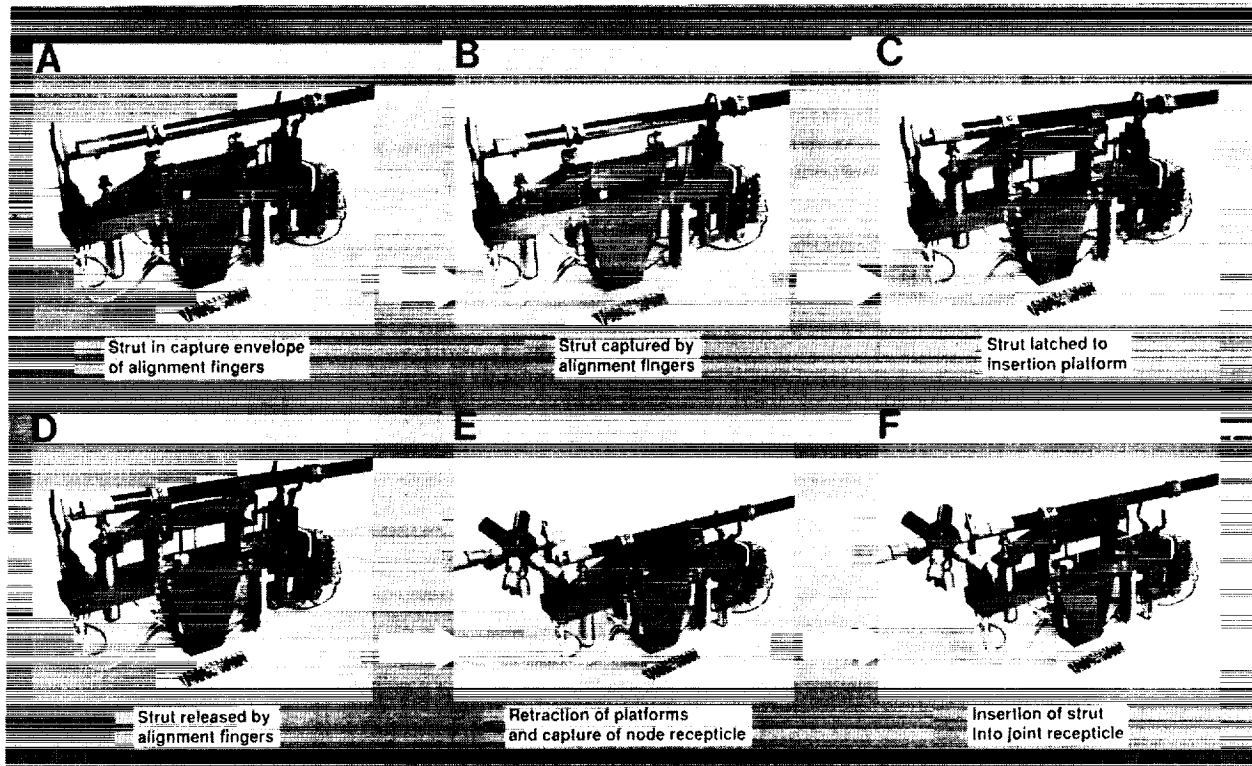 A
B
C
Strut in capture envelope
of alignment fingers
Strut captured by
alignment fingers
Strut latched to
insertion platform
D
E
F
Strut released by
alignment fingers
Retraction of platforms
and capture of node recepticle
Insertion of strut
into joint recepticle